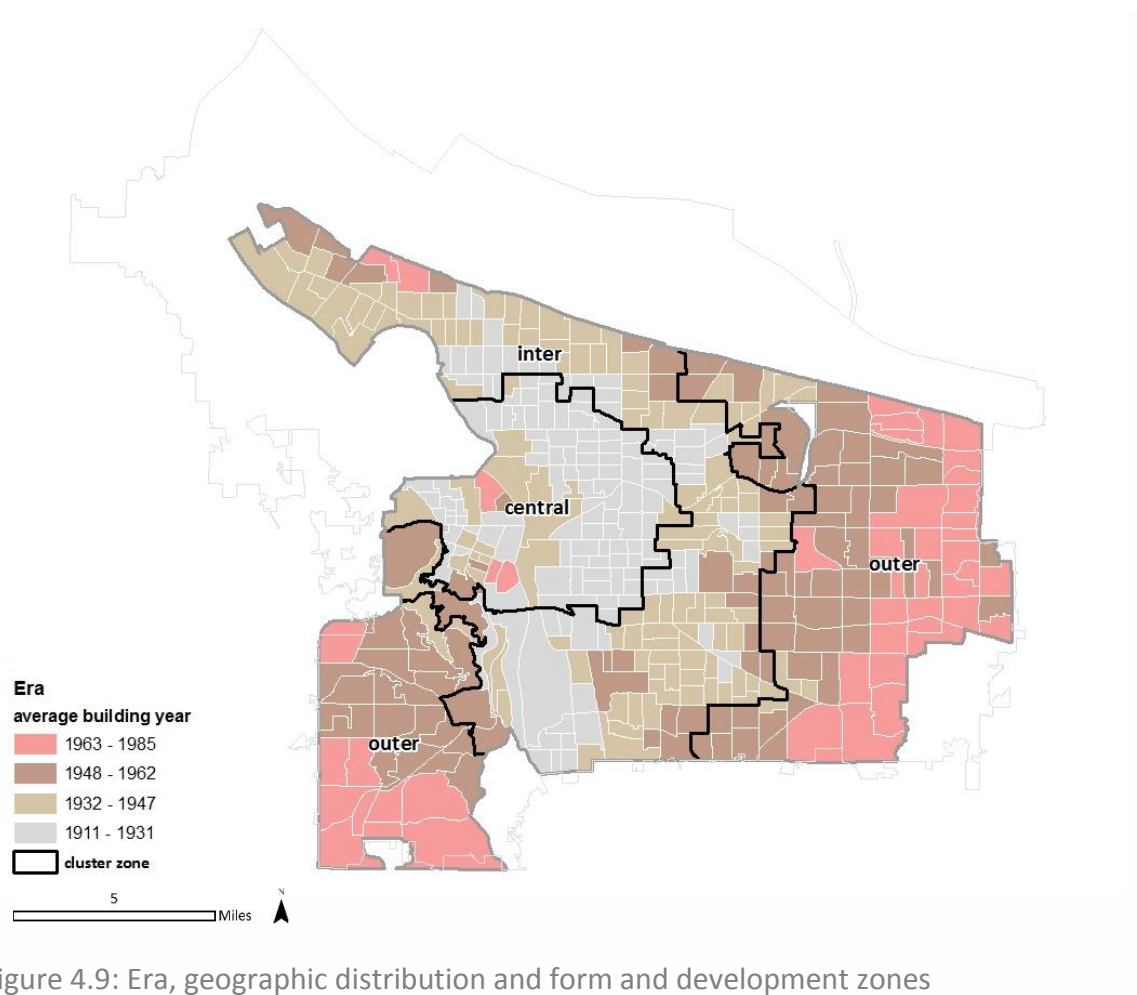 inter
central
outer
outer
Era
average building year
1963 - 1985
1948 - 1962
1932 - 1947
1911 - 1931
cluster zone
5
Miles
N
igure 4.9: Era, geographic distribution and form and development zones